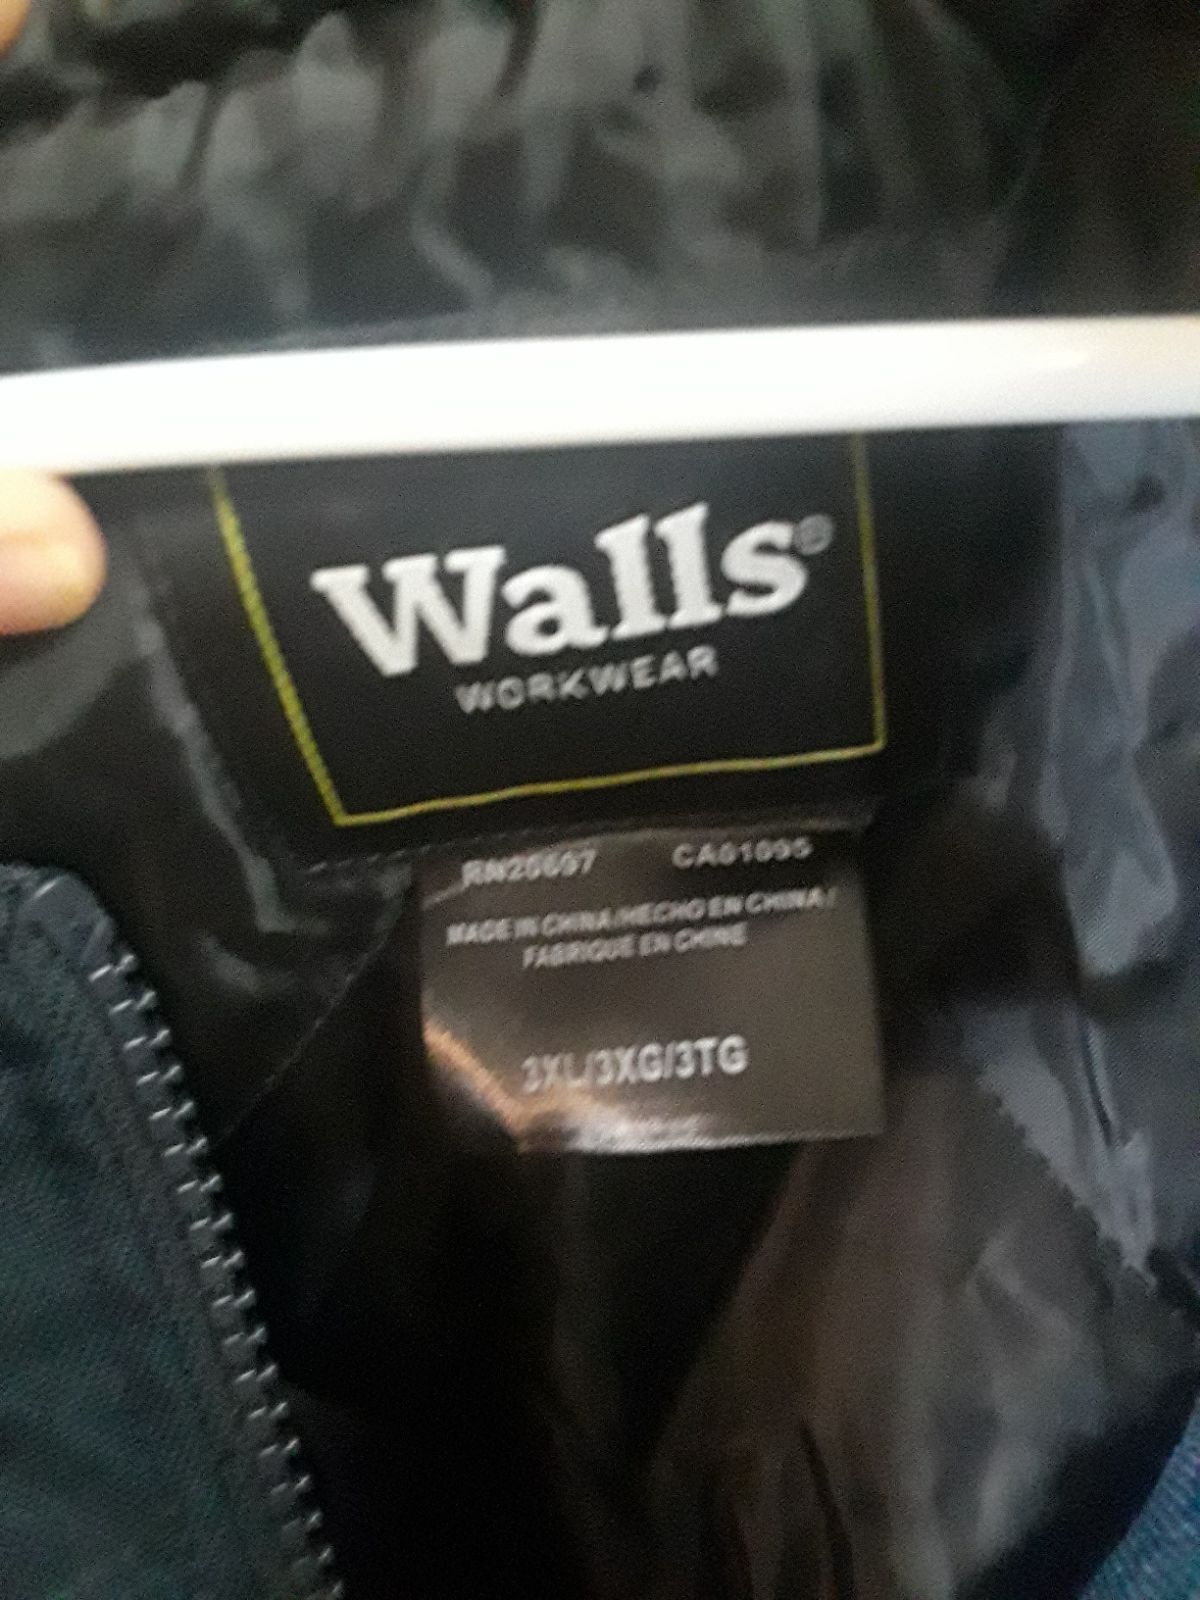 Walls®
WORKWEAR
RN20697 CA01095
MADE IN CHINA/HECHO EN CHINA/
FABRIQUE EN CHINE
3XL/3XG/3TG